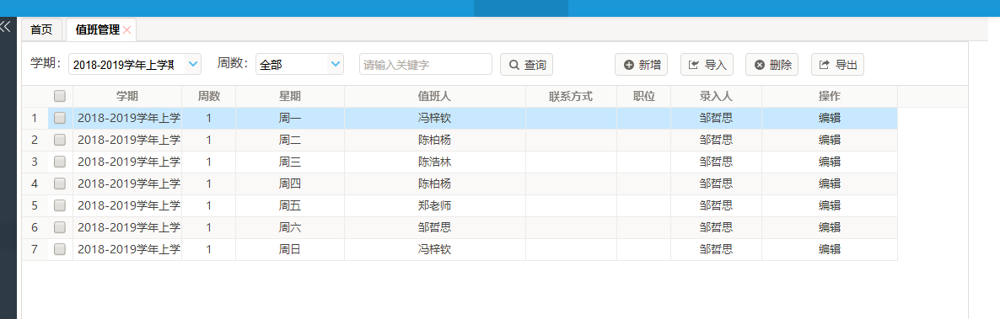 首页 值班管理
学期： 2018-2019学年上学期 周数： 全部 请输入关键字 查询 新增 导入 删除 导出
学期 周数 星期 值班人 联系方式 职位 录入人 操作
1 2018-2019学年上学 1 周一 冯梓钦 邹哲思 编辑
2 2018-2019学年上学 1 周二 陈柏杨 邹哲思 编辑
3 2018-2019学年上学 1 周三 陈浩林 邹哲思 编辑
4 2018-2019学年上学 1 周四 陈柏杨 邹哲思 编辑
5 2018-2019学年上学 1 周五 郑老师 邹哲思 编辑
6 2018-2019学年上学 1 周六 邹哲思 邹哲思 编辑
7 2018-2019学年上学 1 周日 冯梓钦 邹哲思 编辑